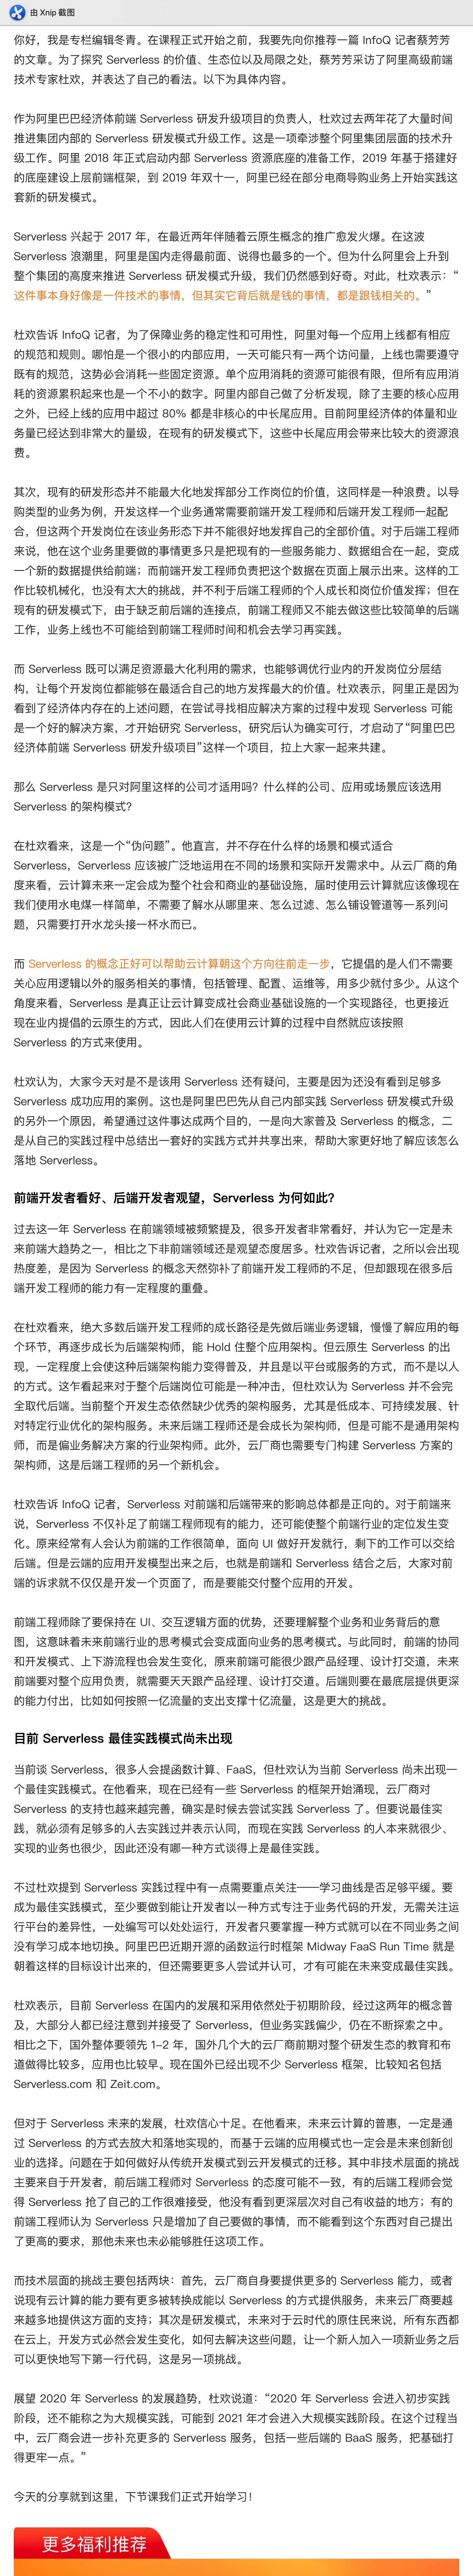 由 Xnip 截图
你好，我是专栏编辑冬青。在课程正式开始之前，我要先向你推荐一篇 InfoQ 记者蔡芳芳
的文章。为了探究 Serverless 的价值、生态位以及局限之处，蔡芳芳采访了阿里高级前端
技术专家杜欢，并表达了自己的看法。以下为具体内容。
作为阿里巴巴经济体前端 Serverless 研发升级项目的负责人，杜欢过去两年花了大量时间
推进集团内部的 Serverless 研发模式升级工作。这是一项牵涉整个阿里集团层面的技术升
级工作。阿里 2018 年正式启动内部 Serverless 资源底座的准备工作，2019 年基于搭建好
的底座建设上层前端框架，到 2019 年双十一，阿里已经在部分电商导购业务上开始实践这
套新的研发模式。
Serverless 兴起于 2017 年，在最近两年伴随着云原生概念的推广愈发火爆。在这波
Serverless 浪潮里，阿里是国内走得最前面、说得也最多的一个。但为什么阿里会上升到
整个集团的高度来推进 Serverless 研发模式升级，我们仍然感到好奇。对此，杜欢表示：“
这件事本身好像是一件技术的事情，但其实它背后就是钱的事情，都是跟钱相关的。”
杜欢告诉 InfoQ 记者，为了保障业务的稳定性和可用性，阿里对每一个应用上线都有相应
的规范和规则。哪怕是一个很小的内部应用，一天可能只有一两个访问量，上线也需要遵守
既有的规范，这势必会消耗一些固定资源。单个应用消耗的资源可能很有限，但所有应用消
耗的资源累积起来也是一个不小的数字。阿里内部自己做了分析发现，除了主要的核心应用
之外，已经上线的应用中超过 80% 都是非核心的中长尾应用。目前阿里经济体的体量和业
务量已经达到非常大的量级，在现有的研发模式下，这些中长尾应用会带来比较大的资源浪
费。
其次，现有的研发形态并不能最大化地发挥部分工作岗位的价值，这同样是一种浪费。以导
购类型的业务为例，开发这样一个业务通常需要前端开发工程师和后端开发工程师一起配
合，但这两个开发岗位在该业务形态下并不能很好地发挥自己的全部价值。对于后端工程师
来说，他在这个业务里要做的事情更多只是把现有的一些服务能力、数据组合在一起，变成
一个新的数据提供给前端；而前端开发工程师负责把这个数据在页面上展示出来。这样的工
作比较机械化，也没有太大的挑战，并不利于后端工程师的个人成长和岗位价值发挥；但在
现有的研发模式下，由于缺乏前后端的连接点，前端工程师又不能去做这些比较简单的后端
工作，业务上线也不可能给到前端工程师时间和机会去学习再实践。
而 Serverless 既可以满足资源最大化利用的需求，也能够调优行业内的开发岗位分层结
构，让每个开发岗位都能够在最适合自己的地方发挥最大的价值。杜欢表示，阿里正是因为
看到了经济体内存在的上述问题，在尝试寻找相应解决方案的过程中发现 Serverless 可能
是一个好的解决方案，才开始研究 Serverless，研究后认为确实可行，才启动了“阿里巴巴
经济体前端 Serverless 研发升级项目”这样一个项目，拉上大家一起来共建。
那么 Serverless 是只对阿里这样的公司才适用吗？什么样的公司、应用或场景应该选用
Serverless 的架构模式？
在杜欢看来，这是一个“伪问题”。他直言，并不存在什么样的场景和模式适合
Serverless，Serverless 应该被广泛地运用在不同的场景和实际开发需求中。从云厂商的角
度来看，云计算未来一定会成为整个社会和商业的基础设施，届时使用云计算就应该像现在
我们使用水电煤一样简单，不需要了解水从哪里来、怎么过滤、怎么铺设管道等一系列问
题，只需要打开水龙头接一杯水而已。
而 Serverless 的概念正好可以帮助云计算朝这个方向往前走一步，它提倡的是人们不需要
关心应用逻辑以外的服务相关的事情，包括管理、配置、运维等，用多少就付多少。从这个
角度来看，Serverless 是真正让云计算变成社会商业基础设施的一个实现路径，也更接近
现在业内提倡的云原生的方式，因此人们在使用云计算的过程中自然就应该按照
Serverless 的方式来使用。
杜欢认为，大家今天对是不是该用 Serverless 还有疑问，主要是因为还没有看到足够多
Serverless 成功应用的案例。这也是阿里巴巴先从自己内部实践 Serverless 研发模式升级
的另外一个原因，希望通过这件事达成两个目的，一是向大家普及 Serverless 的概念，二
是从自己的实践过程中总结出一套好的实践方式并共享出来，帮助大家更好地了解应该怎么
落地 Serverless。
前端开发者看好、后端开发者观望，Serverless 为何如此？
过去这一年 Serverless 在前端领域被频繁提及，很多开发者非常看好，并认为它一定是未
来前端大趋势之一，相比之下非前端领域还是观望态度居多。杜欢告诉记者，之所以会出现
热度差，是因为 Serverless 的概念天然弥补了前端开发工程师的不足，但却跟现在很多后
端开发工程师的能力有一定程度的重叠。
在杜欢看来，绝大多数后端开发工程师的成长路径是先做后端业务逻辑，慢慢了解应用的每
个环节，再逐步成长为后端架构师，能 Hold 住整个应用架构。但云原生 Serverless 的出
现，一定程度上会使这种后端架构能力变得普及，并且是以平台或服务的方式，而不是以人
的方式。这乍看起来对于整个后端岗位可能是一种冲击，但杜欢认为 Serverless 并不会完
全取代后端。当前整个开发生态依然缺少优秀的架构服务，尤其是低成本、可持续发展、针
对特定行业优化的架构服务。未来后端工程师还是会成长为架构师，但是可能不是通用架构
师，而是偏业务解决方案的行业架构师。此外，云厂商也需要专门构建 Serverless 方案的
架构师，这是后端工程师的另一个新机会。
杜欢告诉 InfoQ 记者，Serverless 对前端和后端带来的影响总体都是正向的。对于前端来
说，Serverless 不仅补足了前端工程师现有的能力，还可能使整个前端行业的定位发生变
化。原来经常有人会认为前端的工作很简单，面向 UI 做好开发就行，剩下的工作可以交给
后端。但是云端的应用开发模型出来之后，也就是前端和 Serverless 结合之后，大家对前
端的诉求就不仅仅是开发一个页面了，而是要能交付整个应用的开发。
前端工程师除了要保持在 UI、交互逻辑方面的优势，还要理解整个业务和业务背后的意
图，这意味着未来前端行业的思考模式会变成面向业务的思考模式。与此同时，前端的协同
和开发模式、上下游流程也会发生变化，原来前端可能很少跟产品经理、设计打交道，未来
前端要对整个应用负责，就需要天天跟产品经理、设计打交道。后端则要在最底层提供更深
的能力付出，比如如何按照一亿流量的支出支撑十亿流量，这是更大的挑战。
目前 Serverless 最佳实践模式尚未出现
当前谈 Serverless，很多人会提函数计算、FaaS，但杜欢认为当前 Serverless 尚未出现一
个最佳实践模式。在他看来，现在已经有一些 Serverless 的框架开始涌现，云厂商对
Serverless 的支持也越来越完善，确实是时候去尝试实践 Serverless 了。但要说最佳实
践，就必须有足够多的人去实践过并表示认同，而现在实践 Serverless 的人本来就很少、
实现的业务也很少，因此还没有哪一种方式谈得上是最佳实践。
不过杜欢提到 Serverless 实践过程中有一点需要重点关注——学习曲线是否足够平缓。要
成为最佳实践模式，至少要做到能让开发者以一种方式专注于业务代码的开发，无需关注运
行平台的差异性，一处编写可以处处运行，开发者只要掌握一种方式就可以在不同业务之间
没有学习成本地切换。阿里巴巴近期开源的函数运行时框架 Midway FaaS Run Time 就是
朝着这样的目标设计出来的，但还需要更多人尝试并认可，才有可能在未来变成最佳实践。
杜欢表示，目前 Serverless 在国内的发展和采用依然处于初期阶段，经过这两年的概念普
及，大部分人都已经注意到并接受了 Serverless，但业务实践偏少，仍在不断探索之中。
相比之下，国外整体要领先 1-2 年，国外几个大的云厂商前期对整个研发生态的教育和布
道做得比较多，应用也比较早。现在国外已经出现不少 Serverless 框架，比较知名包括
Serverless.com 和 Zeit.com。
但对于 Serverless 未来的发展，杜欢信心十足。在他看来，未来云计算的普惠，一定是通
过 Serverless 的方式去放大和落地实现的，而基于云端的应用模式也一定会是未来创新创
业的选择。问题在于如何做好从传统开发模式到云开发模式的迁移。其中非技术层面的挑战
主要来自于开发者，前后端工程师对 Serverless 的态度可能不一致，有的后端工程师会觉
得 Serverless 抢了自己的工作很难接受，他没有看到更深层次对自己有收益的地方；有的
前端工程师认为 Serverless 只是增加了自己要做的事情，而不能看到这个东西对自己提出
了更高的要求，那他未来也未必能够胜任这项工作。
而技术层面的挑战主要包括两块：首先，云厂商自身要提供更多的 Serverless 能力，或者
说现有云计算的能力要有更多被转换成能以 Serverless 的方式提供服务，未来云厂商要越
来越多地提供这方面的支持；其次是研发模式，未来对于云时代的原住民来说，所有东西都
在云上，开发方式必然会发生变化，如何去解决这些问题，让一个新人加入一项新业务之后
可以更快地写下第一行代码，这是另一项挑战。
展望 2020 年 Serverless 的发展趋势，杜欢说道：“2020 年 Serverless 会进入初步实践
阶段，还不能称之为大规模实践，可能到 2021 年才会进入大规模实践阶段。在这个过程当
中，云厂商会进一步补充更多的 Serverless 服务，包括一些后端的 BaaS 服务，把基础打
得更牢一点。”
今天的分享就到这里，下节课我们正式开始学习！
更多福利推荐